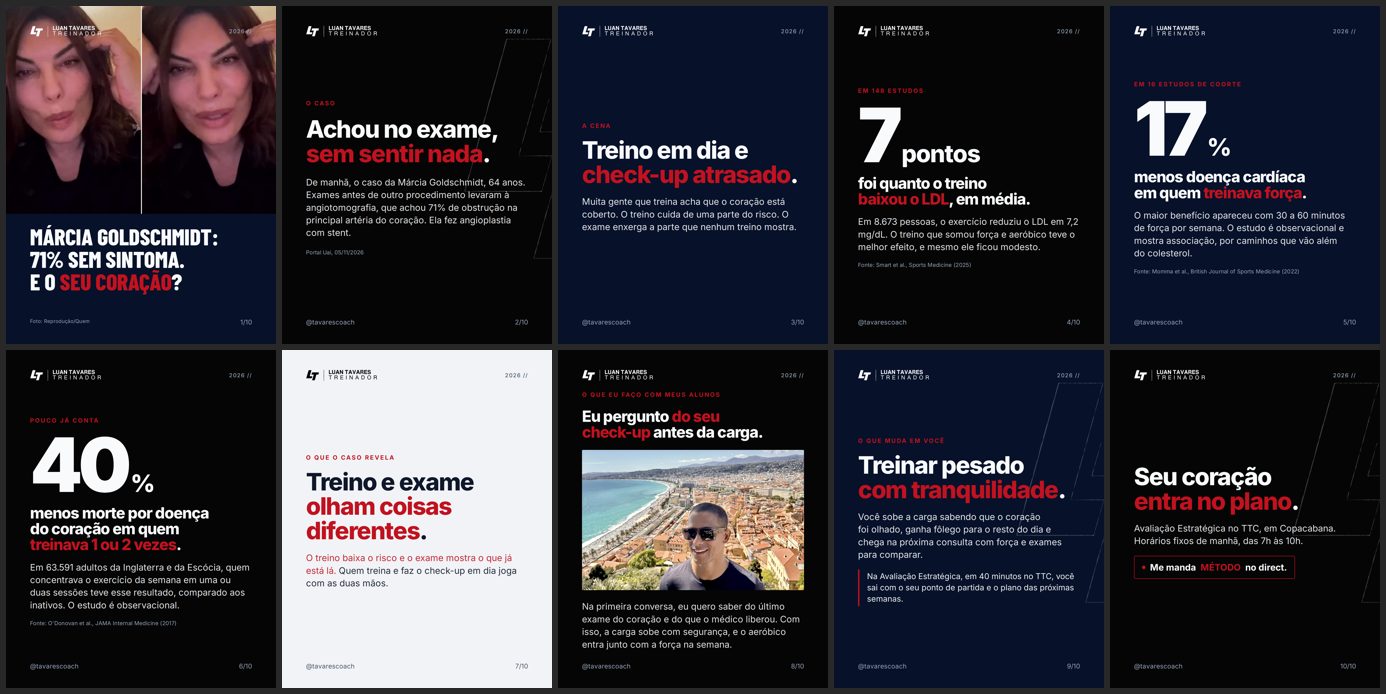 LT LUAN TAVARES
TREINADOR
2026 //
MÁRCIA GOLDSCHMIDT:
71% SEM SINTOMA.
E O SEU CORAÇÃO?
Foto: Reprodução/Quem
1/10
LT LUAN TAVARES
TREINADOR
2026 //
O CASO
Achou no exame,
sem sentir nada.
De manhã, o caso da Márcia Goldschmidt, 64 anos.
Exames antes de outro procedimento levaram à
angiotomografia, que achou 71% de obstrução na
principal artéria do coração. Ela fez angioplastia
com stent.
Portal Uai, 05/11/2026
@tavarescoach
2/10
LT LUAN TAVARES
TREINADOR
2026 //
A CENA
Treino em dia e
check-up atrasado.
Muita gente que treina acha que o coração está
coberto. O treino cuida de uma parte do risco. O
exame enxerga a parte que nenhum treino mostra.
@tavarescoach
3/10
LT LUAN TAVARES
TREINADOR
2026 //
EM 148 ESTUDOS
7 pontos
foi quanto o treino
baixou o LDL, em média.
Em 8.673 pessoas, o exercício reduziu o LDL em 7,2
mg/dL. O treino que somou força e aeróbico teve o
melhor efeito, e mesmo ele ficou modesto.
Fonte: Smart et al., Sports Medicine (2025)
@tavarescoach
4/10
LT LUAN TAVARES
TREINADOR
2026 //
EM 16 ESTUDOS DE COORTE
17 %
menos doença cardíaca
em quem treinava força.
O maior benefício apareceu com 30 a 60 minutos
de força por semana. O estudo é observacional e
mostra associação, por caminhos que vão além
do colesterol.
Fonte: Momma et al., British Journal of Sports Medicine (2022)
@tavarescoach
5/10
LT LUAN TAVARES
TREINADOR
2026 //
POUCO JÁ CONTA
40 %
menos morte por doença
do coração em quem
treinava 1 ou 2 vezes.
Em 63.591 adultos da Inglaterra e da Escócia, quem
concentrava o exercício da semana em uma ou
duas sessões teve esse resultado, comparado aos
inativos. O estudo é observacional.
Fonte: O'Donovan et al., JAMA Internal Medicine (2017)
@tavarescoach
6/10
LT LUAN TAVARES
TREINADOR
2026 //
O QUE O CASO REVELA
Treino e exame
olham coisas
diferentes.
O treino baixa o risco e o exame mostra o que já
está lá. Quem treina e faz o check-up em dia joga
com as duas mãos.
@tavarescoach
7/10
LT LUAN TAVARES
TREINADOR
2026 //
O QUE EU FAÇO COM MEUS ALUNOS
Eu pergunto do seu
check-up antes da carga.
Na primeira conversa, eu quero saber do último
exame do coração e do que o médico liberou. Com
isso, a carga sobe com segurança, e o aeróbico
entra junto com a força na semana.
@tavarescoach
8/10
LT LUAN TAVARES
TREINADOR
2026 //
O QUE MUDA EM VOCÊ
Treinar pesado
com tranquilidade.
Você sobe a carga sabendo que o coração
foi olhado, ganha fôlego para o resto do dia e
chega na próxima consulta com força e exames
para comparar.
Na Avaliação Estratégica, em 40 minutos no TTC, você
sai com o seu ponto de partida e o plano das próximas
semanas.
@tavarescoach
9/10
LT LUAN TAVARES
TREINADOR
2026 //
Seu coração
entra no plano.
Avaliação Estratégica no TTC, em Copacabana.
Horários fixos de manhã, das 7h às 10h.
• Me manda MÉTODO no direct.
@tavarescoach
10/10